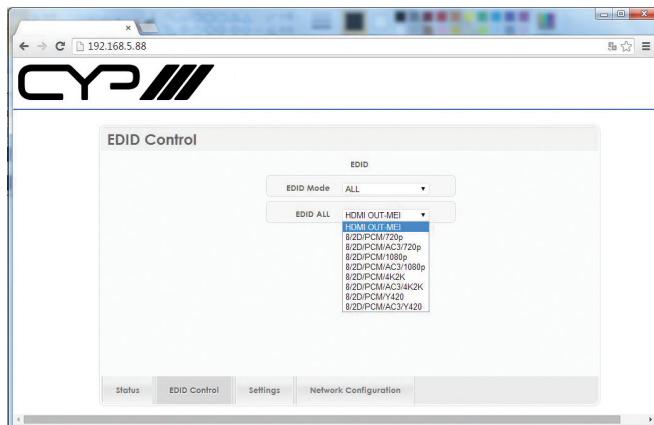 192.168.5.88
CYP
EDID Control
EDID
EDID Mode ALL
EDID ALL HDMI OUT-MEI
HDMI OUT-MEI
8/2D/PCM/720p
8/2D/PCM/AC3/720p
8/2D/PCM/1080p
8/2D/PCM/AC3/1080p
8/2D/PCM/4K2K
8/2D/PCM/AC3/4K2K
8/2D/PCM/Y420
8/2D/PCM/AC3/Y420
Status EDID Control Settings Network Configuration